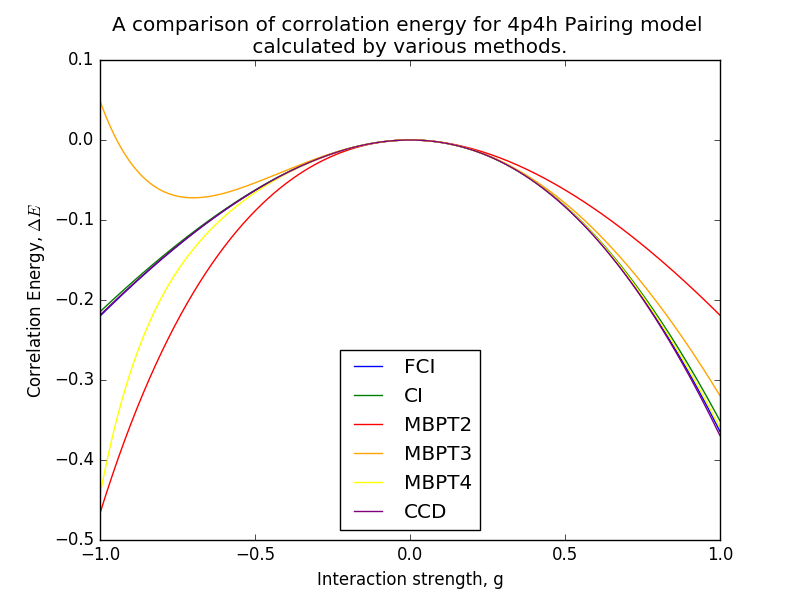 A comparison of corrolation energy for 4p4h Pairing model
calculated by various methods.
0.1
0.0
−0.1
−0.2
−0.3
−0.4
−0.5
Correlation Energy, ΔE
FCI
CI
MBPT2
MBPT3
MBPT4
CCD
−1.0
−0.5
0.0
0.5
1.0
Interaction strength, g